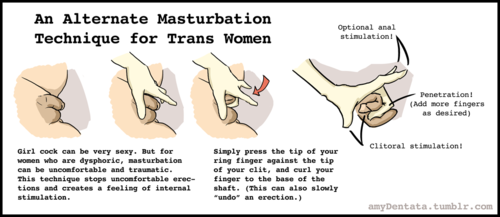 An Alternate Masturbation
Technique for Trans Women
Optional anal
stimulation!
Penetration!
(Add more fingers
as desired)
Clitoral stimulation!
Girl cock can be very sexy. But for
women who are dysphoric, masturbation
can be uncomfortable and traumatic.
This technique stops uncomfortable erec-
tions and creates a feeling of internal
stimulation.
Simply press the tip of your
ring finger against the tip
of your clit, and curl your
finger to the base of the
shaft. (This can also slowly
"undo" an erection.)
amyDentata.tumblr.com